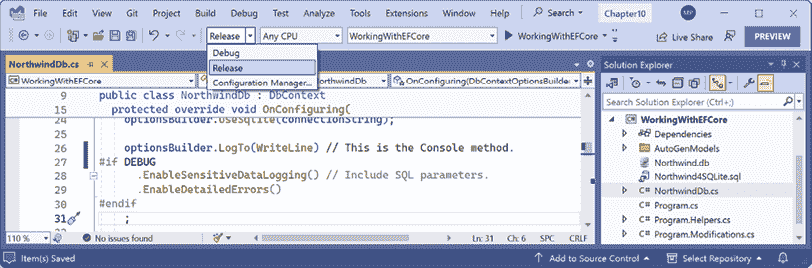 Git Project Build Debug Test Analyze Tools Extensions Window Help Search Chapter10 MP
Release Any CPU WorkingWithEFCore WorkingWithEFCore Live Share PREVIEW
Debug
Release
Configuration Manager...
NorthwindDb.cs
WorkingWithEFCore NorthwindDb OnConfiguring(DbContextOptionsBuilder
9 public class NorthwindDb : DbContext
15 protected override void OnConfiguring(
24 optionsBuilder.UseSqlite(connectionString);
25
26 optionsBuilder.LogTo(WriteLine) // This is the Console method.
27 #if DEBUG
28 .EnableSensitiveDataLogging() // Include SQL parameters.
29 .EnableDetailedErrors()
30 #endif
31 ;
110 % No issues found Ln: 31 Ch: 6 SPC CRLF
Solution Explorer
Search Solution Explorer (Ctrl+;)
WorkingWithEFCore
Dependencies
AutoGenModels
Northwind.db
Northwind4SQLite.sql
C# NorthwindDb.cs
C# Program.cs
C# Program.Helpers.cs
C# Program.Modifications.cs
Item(s) Saved Add to Source Control Select Repository